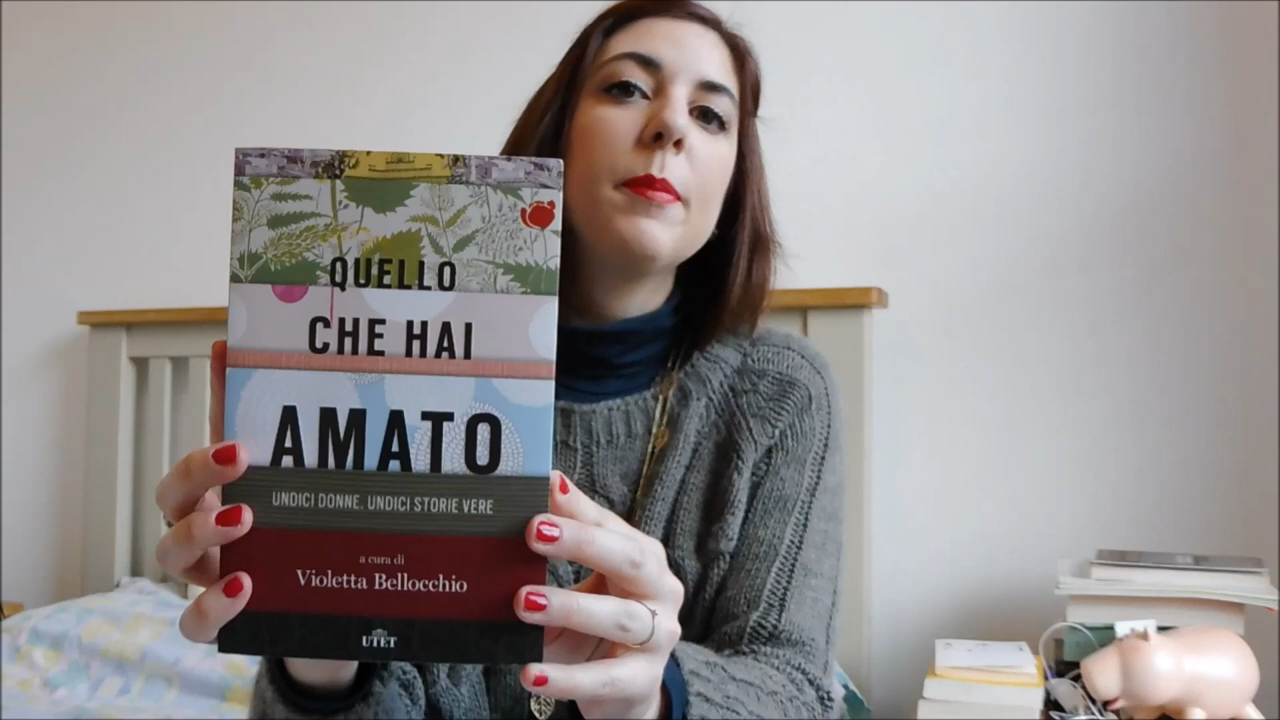 QUELLO
CHE HAI
AMATO
UNDICI DONNE. UNDICI STORIE VERE
a cura di
Violetta Bellocchio
UTET